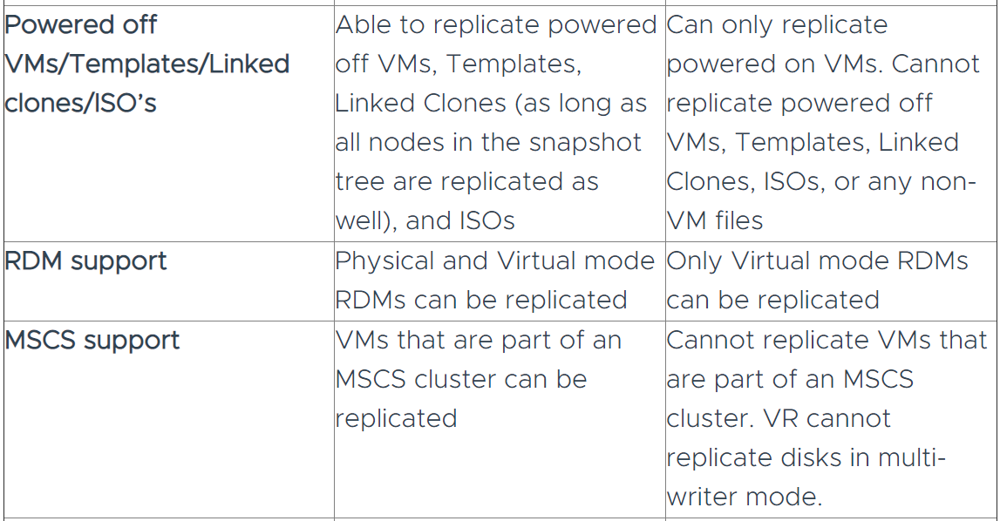 Powered off
VMs/Templates/Linked
clones/ISO’s
Able to replicate powered
off VMs, Templates,
Linked Clones (as long as
all nodes in the snapshot
tree are replicated as
well), and ISOs
Can only replicate
powered on VMs. Cannot
replicate powered off
VMs, Templates, Linked
Clones, ISOs, or any non-
VM files
RDM support
Physical and Virtual mode
RDMs can be replicated
Only Virtual mode RDMs
can be replicated
MSCS support
VMs that are part of an
MSCS cluster can be
replicated
Cannot replicate VMs that
are part of an MSCS
cluster. VR cannot
replicate disks in multi-
writer mode.